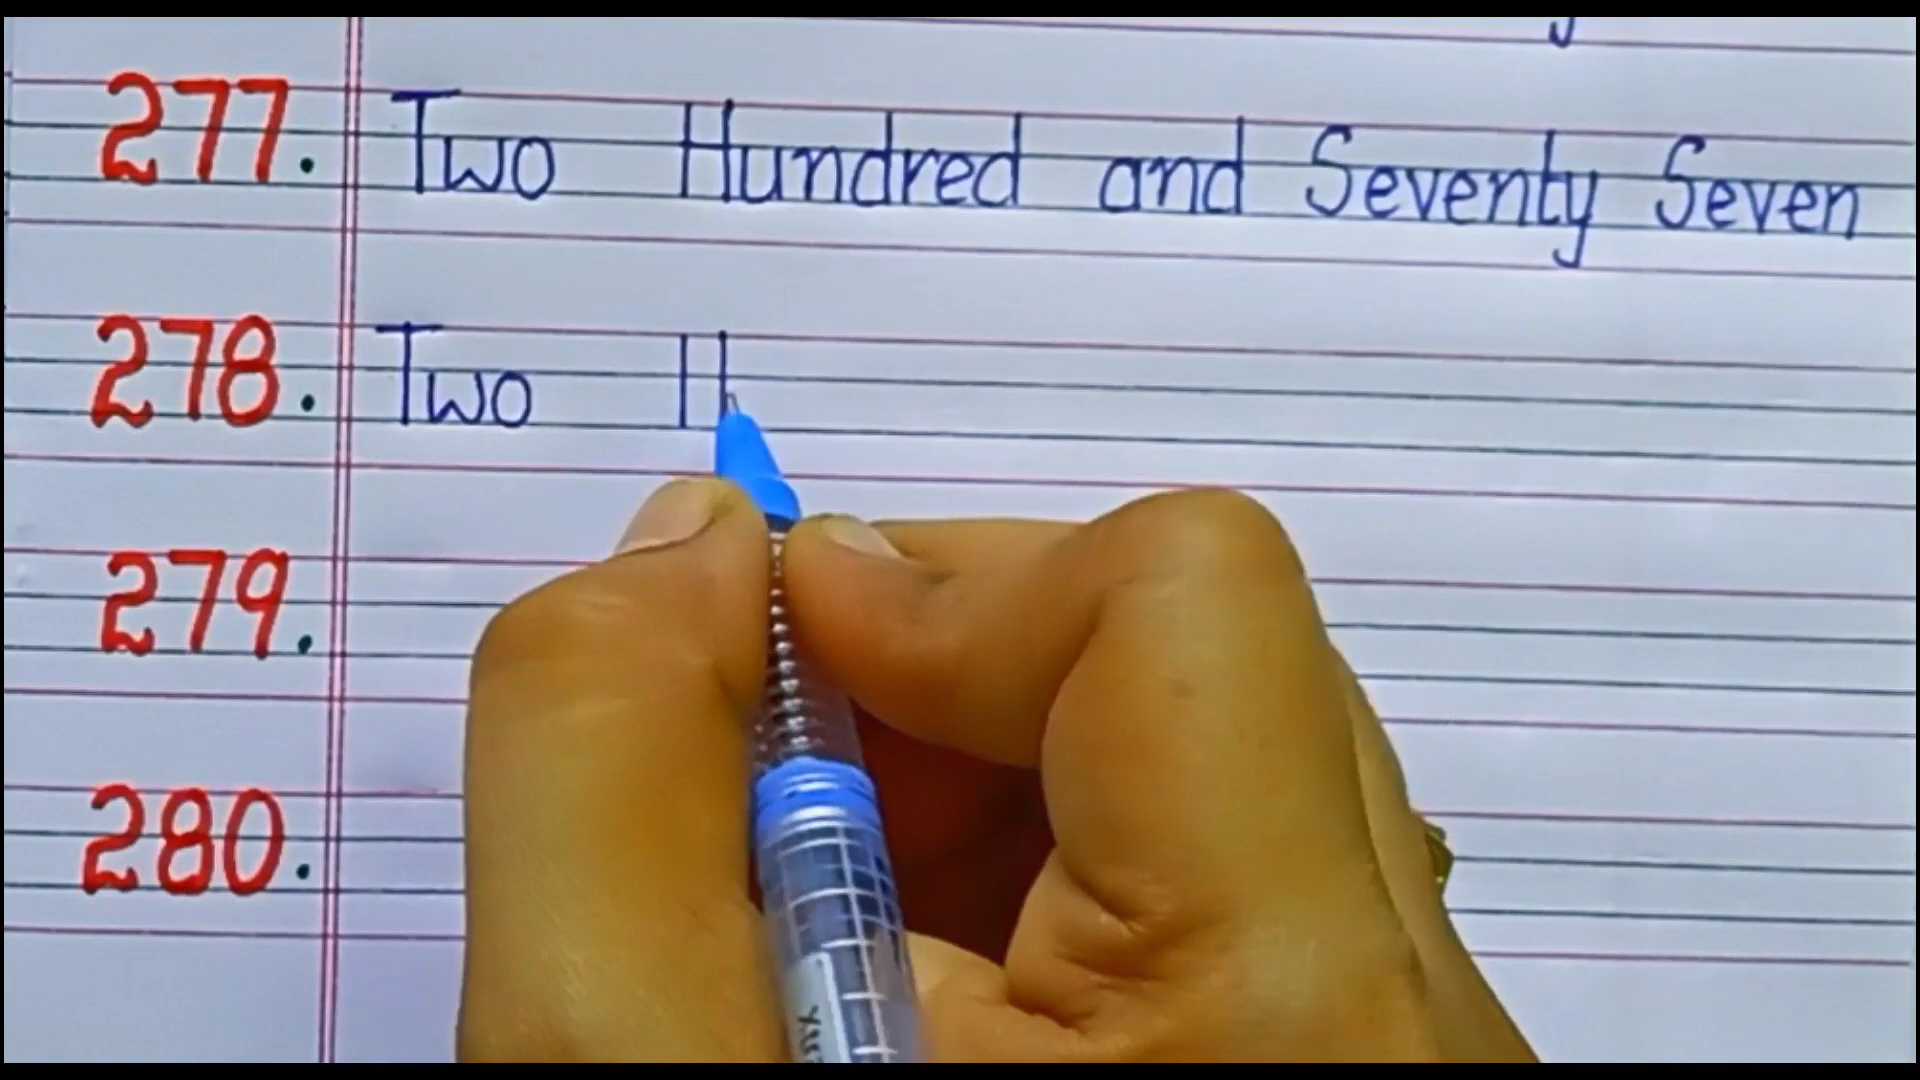 277. Two Hundred and Seventy Seven
278. Two H
279.
280.